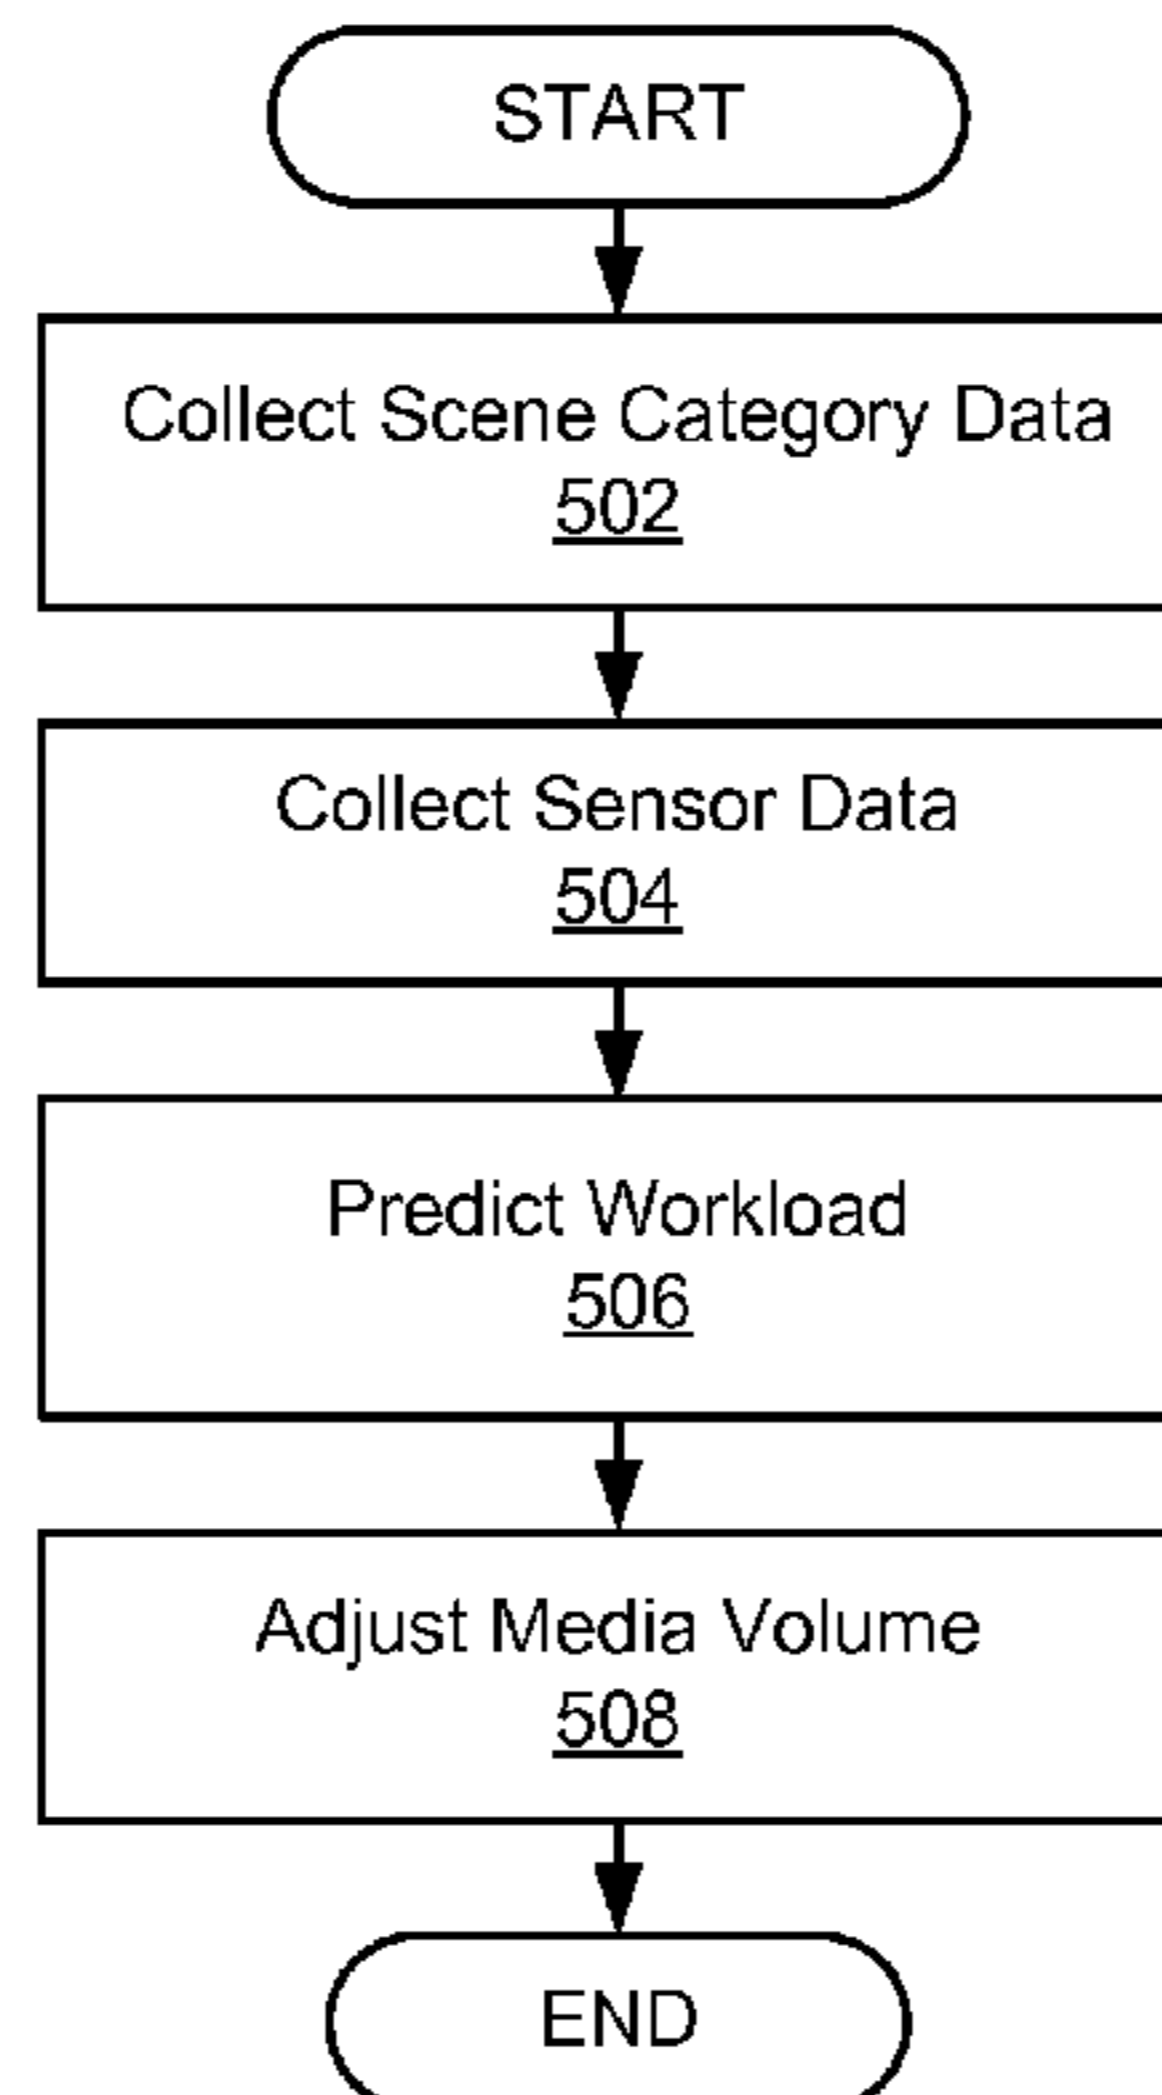 START
Collect Scene Category Data
502
Collect Sensor Data
504
Predict Workload
506
Adjust Media Volume
508
END